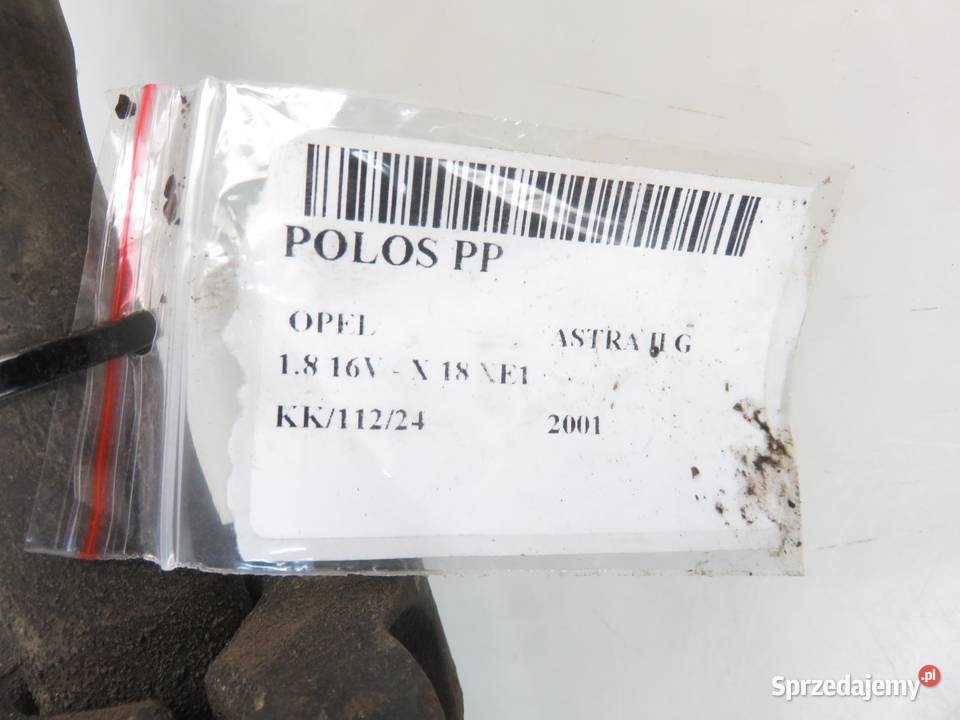 POLOS PP
OPEL ASTRA II G
1.8 16V - X 18 XE1
KK/112/24 2001
Sprzedajemy.pl